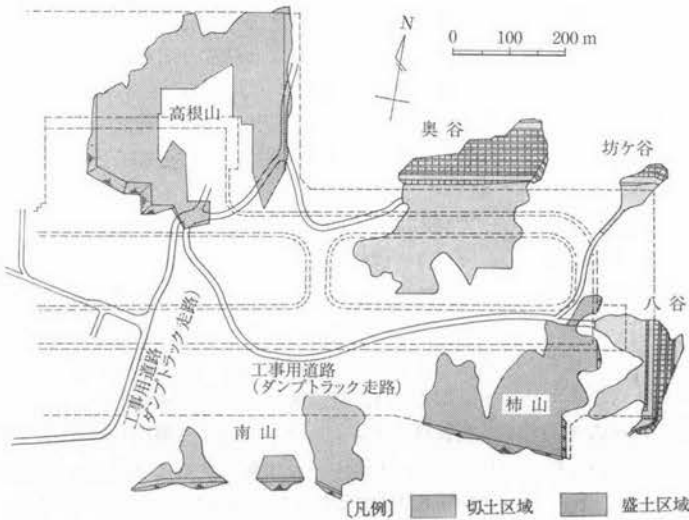 N
0 100 200 m
高根山
奥谷
坊ケ谷
八谷
工事用道路
(ダンプトラック走路)
工事用道路
(ダンプトラック走路)
柿山
南山
〔凡例〕 切土区域 盛土区域